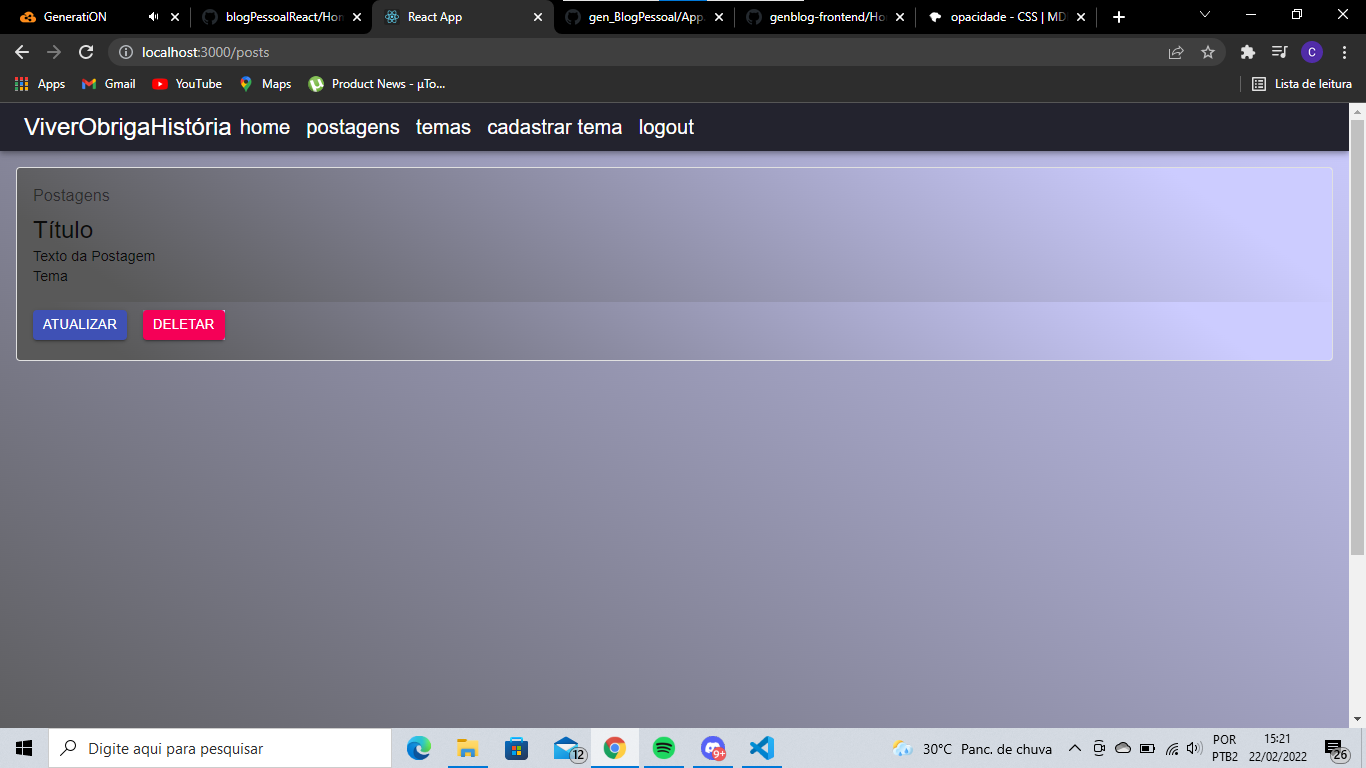 GeneratiON blogPessoalReact/Hon React App gen_BlogPessoal/App. genblog-frontend/Ho opacidade - CSS | MD
localhost:3000/posts
C
Apps Gmail YouTube Maps Product News - µTo... Lista de leitura
ViverObrigaHistória home postagens temas cadastrar tema logout
Postagens
Título
Texto da Postagem
Tema
ATUALIZAR DELETAR
Digite aqui para pesquisar 12 9+ 30°C Panc. de chuva POR 15:21
PTB2 22/02/2022 26